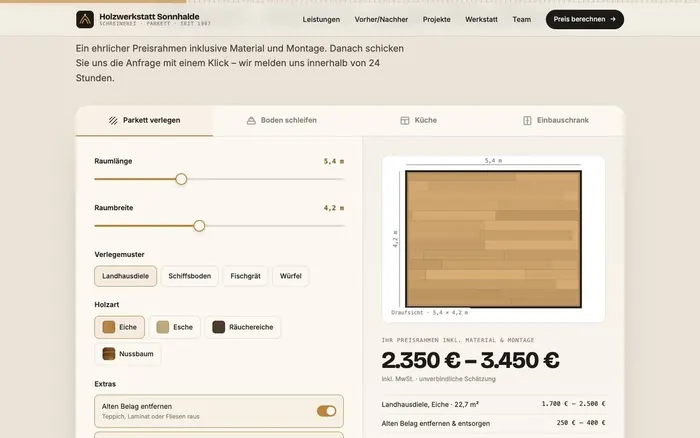 Holzwerkstatt Sonnhalde
SCHREINEREI · PARKETT · SEIT 1987
Leistungen
Vorher/Nachher
Projekte
Werkstatt
Team
Preis berechnen →
Ein ehrlicher Preisrahmen inklusive Material und Montage. Danach schicken
Sie uns die Anfrage mit einem Klick – wir melden uns innerhalb von 24
Stunden.
Parkett verlegen
Boden schleifen
Küche
Einbauschrank
Raumlänge
5,4 m
Raumbreite
4,2 m
Verlegemuster
Landhausdiele
Schiffsboden
Fischgrät
Würfel
Holzart
Eiche
Esche
Räuchereiche
Nussbaum
Extras
Alten Belag entfernen
Teppich, Laminat oder Fliesen raus
5,4 m
4,2 m
Draufsicht · 5,4 × 4,2 m
IHR PREISRAHMEN INKL. MATERIAL & MONTAGE
2.350 € – 3.450 €
inkl. MwSt. · unverbindliche Schätzung
Landhausdiele, Eiche · 22,7 m²
1.700 € – 2.500 €
Alten Belag entfernen & entsorgen
250 € – 400 €